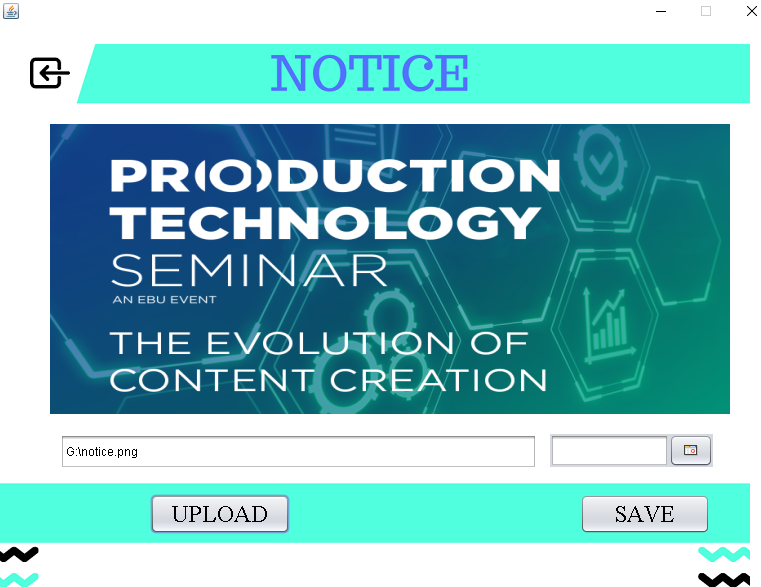 NOTICE
PR(O)DUCTION
TECHNOLOGY
SEMINAR
AN EBU EVENT
THE EVOLUTION OF
CONTENT CREATION
G:\notice.png
UPLOAD
SAVE